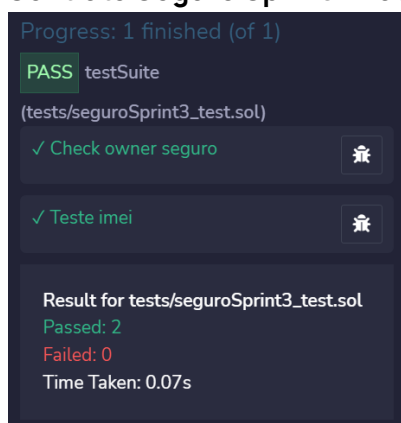 Progress: 1 finished (of 1)
PASS testSuite
(tests/seguroSprint3_test.sol)
✓ Check owner seguro
✓ Teste imei
Result for tests/seguroSprint3_test.sol
Passed: 2
Failed: 0
Time Taken: 0.07s